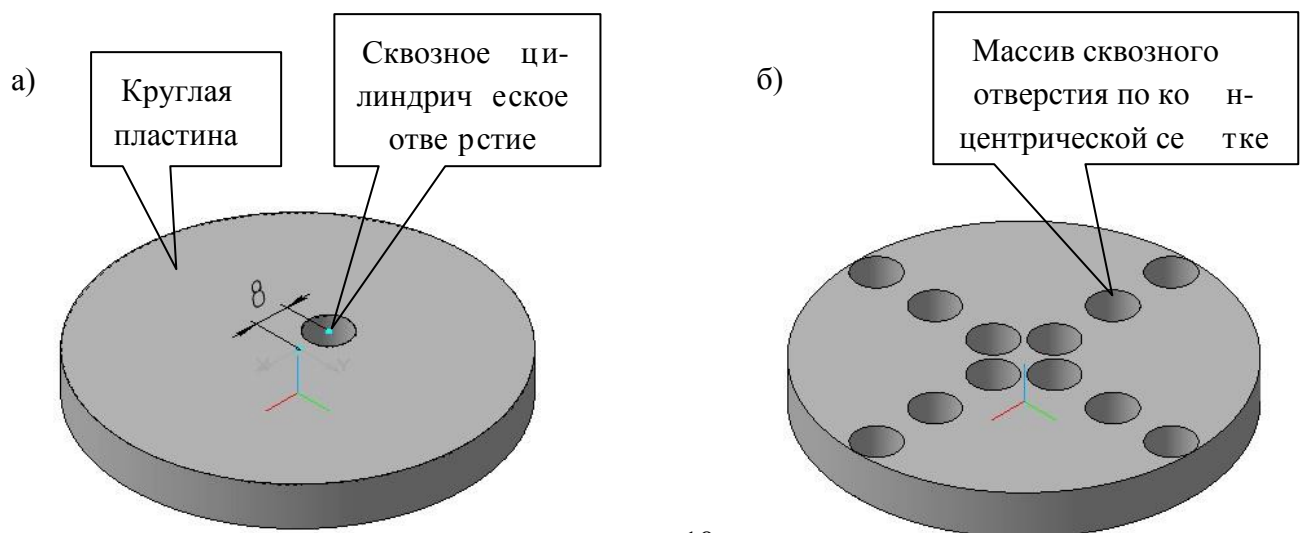 а)
Круглая
пластина
Сквозное ци-
линдрич еское
отве рстие
8
X
Y
б)
Массив сквозного
отверстия по ко н-
центрической се тке